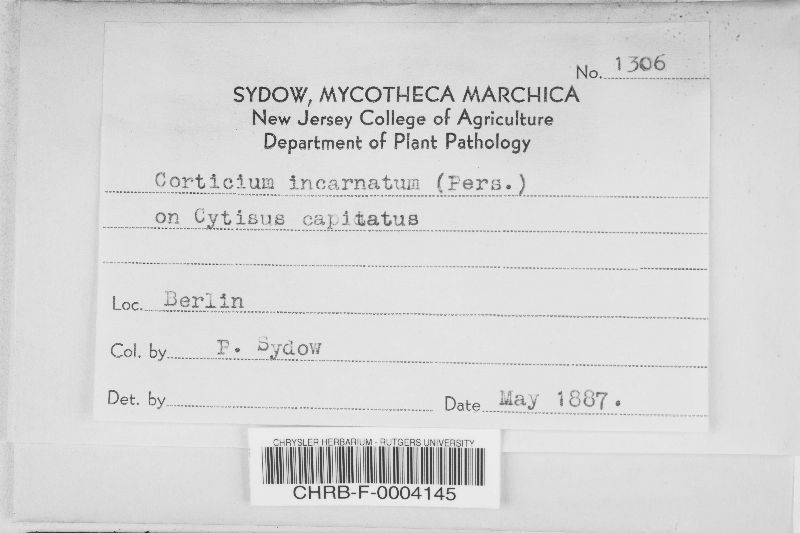 No. 1306
SYDOW, MYCOTHECA MARCHICA
New Jersey College of Agriculture
Department of Plant Pathology
Corticium incarnatum (Pers.)
on Cytisus capitatus
Loc. Berlin
Col. by P. Sydow
Det. by Date May 1887.
CHRYSLER HERBARIUM - RUTGERS UNIVERSITY
CHRB-F-0004145